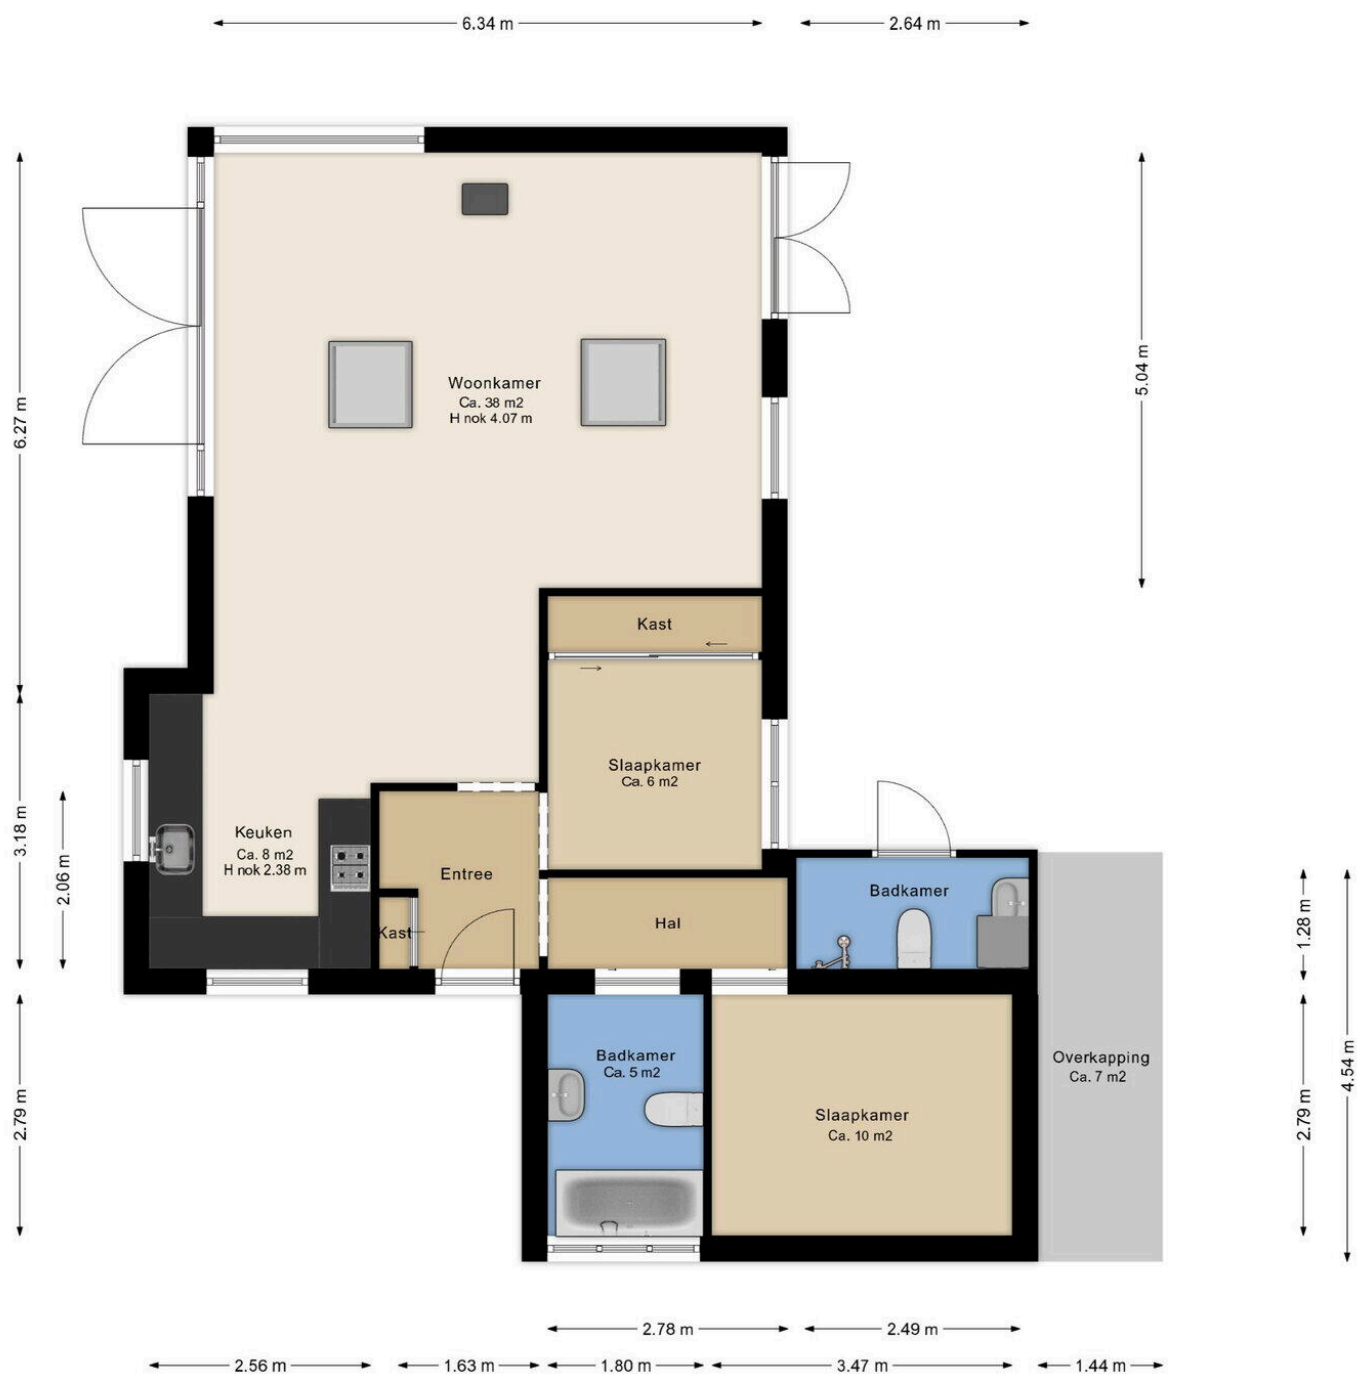 6.34 m
2.64 m
6.27 m
5.04 m
Woonkamer
Ca. 38 m2
H nok 4.07 m
Kast
Slaapkamer
Ca. 6 m2
3.18 m
2.06 m
Keuken
Ca. 8 m2
H nok 2.38 m
Entree
Kast
Hal
Badkamer
1.28 m
4.54 m
2.79 m
Badkamer
Ca. 5 m2
Slaapkamer
Ca. 10 m2
Overkapping
Ca. 7 m2
2.79 m
2.78 m
2.49 m
2.56 m
1.63 m
1.80 m
3.47 m
1.44 m